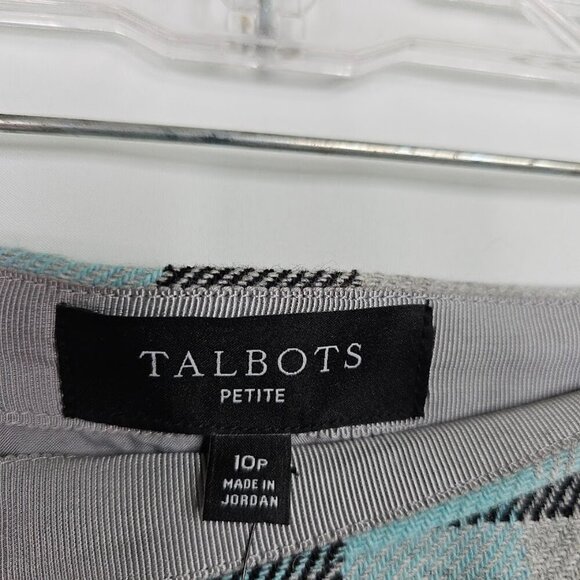 TALBOTS
PETITE
10P
MADE IN
JORDAN